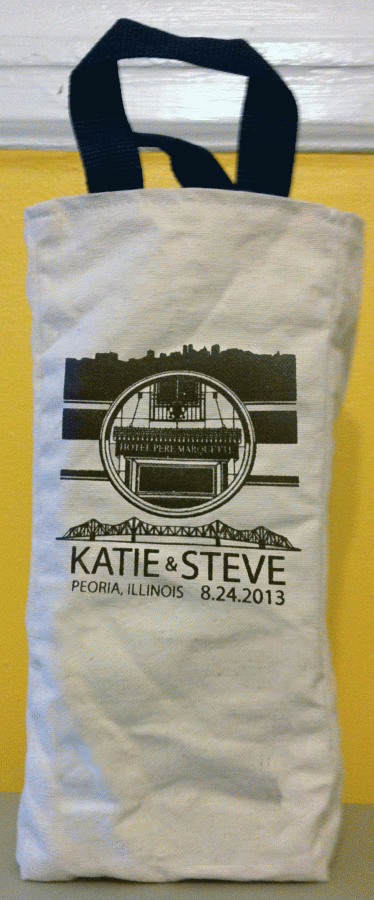 HOTEL PERE MARQUETTE
KATIE & STEVE
PEORIA, ILLINOIS 8.24.2013